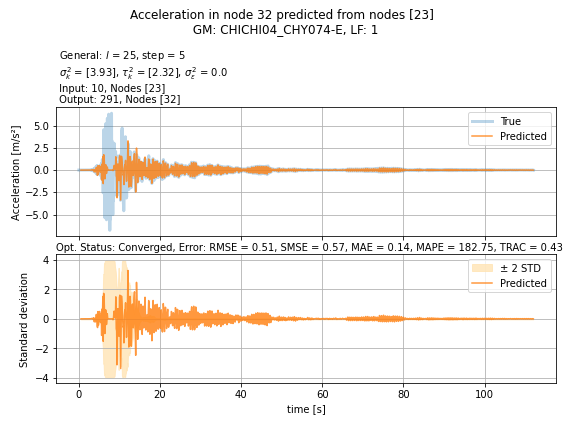 Acceleration in node 32 predicted from nodes [23]
GM: CHICHI04_CHY074-E, LF: 1
General: l = 25, step = 5
σ²ₖ = [3.93], τ²ₖ = [2.32], σ²ε = 0.0
Input: 10, Nodes [23]
Output: 291, Nodes [32]
Acceleration [m/s²]
5.0
2.5
0.0
−2.5
−5.0
True
Predicted
Opt. Status: Converged, Error: RMSE = 0.51, SMSE = 0.57, MAE = 0.14, MAPE = 182.75, TRAC = 0.43
Standard deviation
4
2
0
−2
−4
± 2 STD
Predicted
0 20 40 60 80 100
time [s]